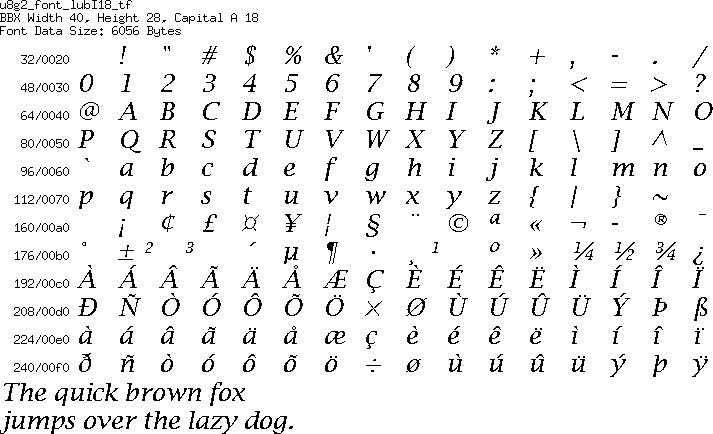 u8g2_font_lubI18_tf
BBX Width 40, Height 28, Capital A 18
Font Data Size: 6056 Bytes
32/0020 ! " # $ % & ' ( ) * + , - . /
48/0030 0 1 2 3 4 5 6 7 8 9 : ; < = > ?
64/0040 @ A B C D E F G H I J K L M N O
80/0050 P Q R S T U V W X Y Z [ \ ] ^ _
96/0060 ` a b c d e f g h i j k l m n o
112/0070 p q r s t u v w x y z { | } ~
160/00a0 ¡ ¢ £ ¤ ¥ ¦ § ¨ © ª « ¬ - ® ¯
176/00b0 ° ± ² ³ ´ µ ¶ · ¸ ¹ º » ¼ ½ ¾ ¿
192/00c0 À Á Â Ã Ä Å Æ Ç È É Ê Ë Ì Í Î Ï
208/00d0 Ð Ñ Ò Ó Ô Õ Ö × Ø Ù Ú Û Ü Ý Þ ß
224/00e0 à á â ã ä å æ ç è é ê ë ì í î ï
240/00f0 ð ñ ò ó ô õ ö ÷ ø ù ú û ü ý þ ÿ
The quick brown fox
jumps over the lazy dog.